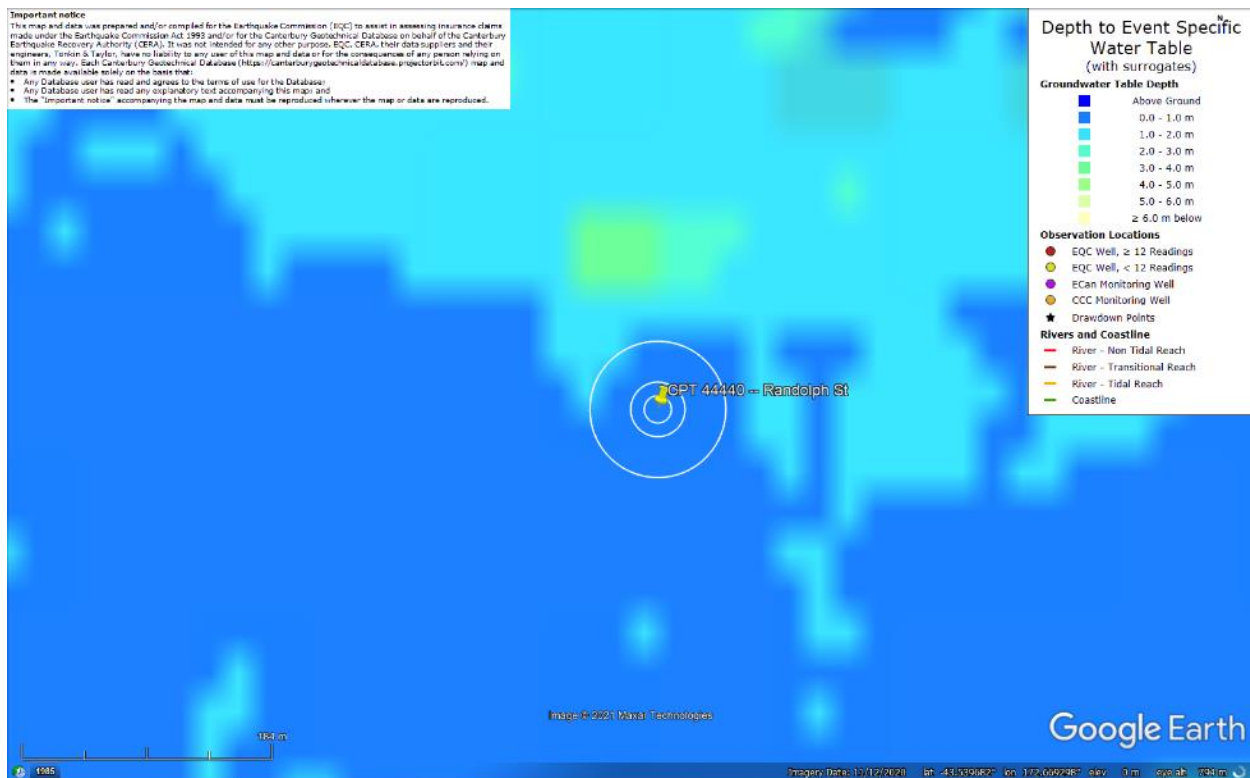 Important notice
This map and data was prepared and/or compiled for the Earthquake Commission (EQC) to assist in assessing insurance claims
made under the Earthquake Commission Act 1993 and/or for the Canterbury Geotechnical Database on behalf of the Canterbury
Earthquake Recovery Authority (CERA). It was not intended for any other purpose. EQC, CERA, their data suppliers and their
engineers, Tonkin & Taylor, have no liability to any user of this map and data or for the consequences of any person relying on
them in any way. Each Canterbury Geotechnical Database (https://canterburygeotechnicaldatabase.projectorbit.com/) map and
data is made available solely on the basis that:
• Any Database user has read and agrees to the terms of use for the Database;
• Any Database user has read any explanatory text accompanying this map; and
• The "Important notice" accompanying the map and data must be reproduced wherever the map or data are reproduced.
N
Depth to Event Specific
Water Table
(with surrogates)
Groundwater Table Depth
Above Ground
0.0 - 1.0 m
1.0 - 2.0 m
2.0 - 3.0 m
3.0 - 4.0 m
4.0 - 5.0 m
5.0 - 6.0 m
≥ 6.0 m below
Observation Locations
EQC Well, ≥ 12 Readings
EQC Well, < 12 Readings
ECan Monitoring Well
CCC Monitoring Well
Drawdown Points
Rivers and Coastline
River - Non Tidal Reach
River - Transitional Reach
River - Tidal Reach
Coastline
CPT 44440 -- Randolph St
Image © 2021 Maxar Technologies
Google Earth
184 m
1985
Imagery Date: 11/12/2020 lat -43.539682° lon 172.669298° elev 0 m eye alt 794 m